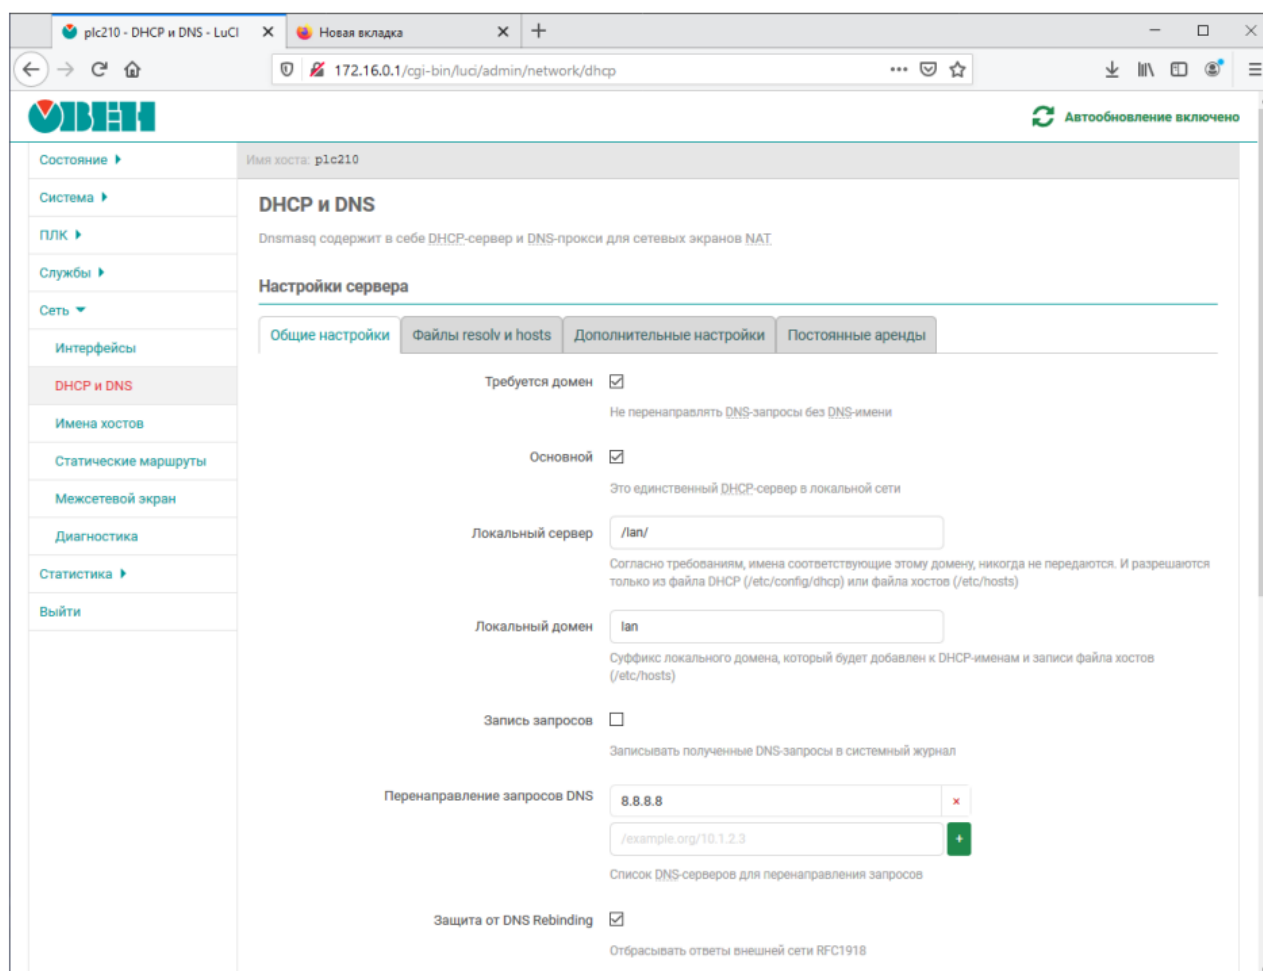 plc210 - DHCP и DNS - LuCI
Новая вкладка
172.16.0.1/cgi-bin/luci/admin/network/dhcp
ОВЕН
Автообновление включено
Состояние
Имя хоста: plc210
Система
ПЛК
Службы
Сеть
Интерфейсы
DHCP и DNS
Имена хостов
Статические маршруты
Межсетевой экран
Диагностика
Статистика
Выйти
DHCP и DNS
Dnsmasq содержит в себе DHCP-сервер и DNS-прокси для сетевых экранов NAT
Настройки сервера
Общие настройки
Файлы resolv и hosts
Дополнительные настройки
Постоянные аренды
Требуется домен
Не перенаправлять DNS-запросы без DNS-имени
Основной
Это единственный DHCP-сервер в локальной сети
Локальный сервер
/lan/
Согласно требованиям, имена соответствующие этому домену, никогда не передаются. И разрешаются
только из файла DHCP (/etc/config/dhcp) или файла хостов (/etc/hosts)
Локальный домен
lan
Суффикс локального домена, который будет добавлен к DHCP-именам и записи файла хостов
(/etc/hosts)
Запись запросов
Записывать полученные DNS-запросы в системный журнал
Перенаправление запросов DNS
8.8.8.8
/example.org/10.1.2.3
Список DNS-серверов для перенаправления запросов
Защита от DNS Rebinding
Отбрасывать ответы внешней сети RFC1918